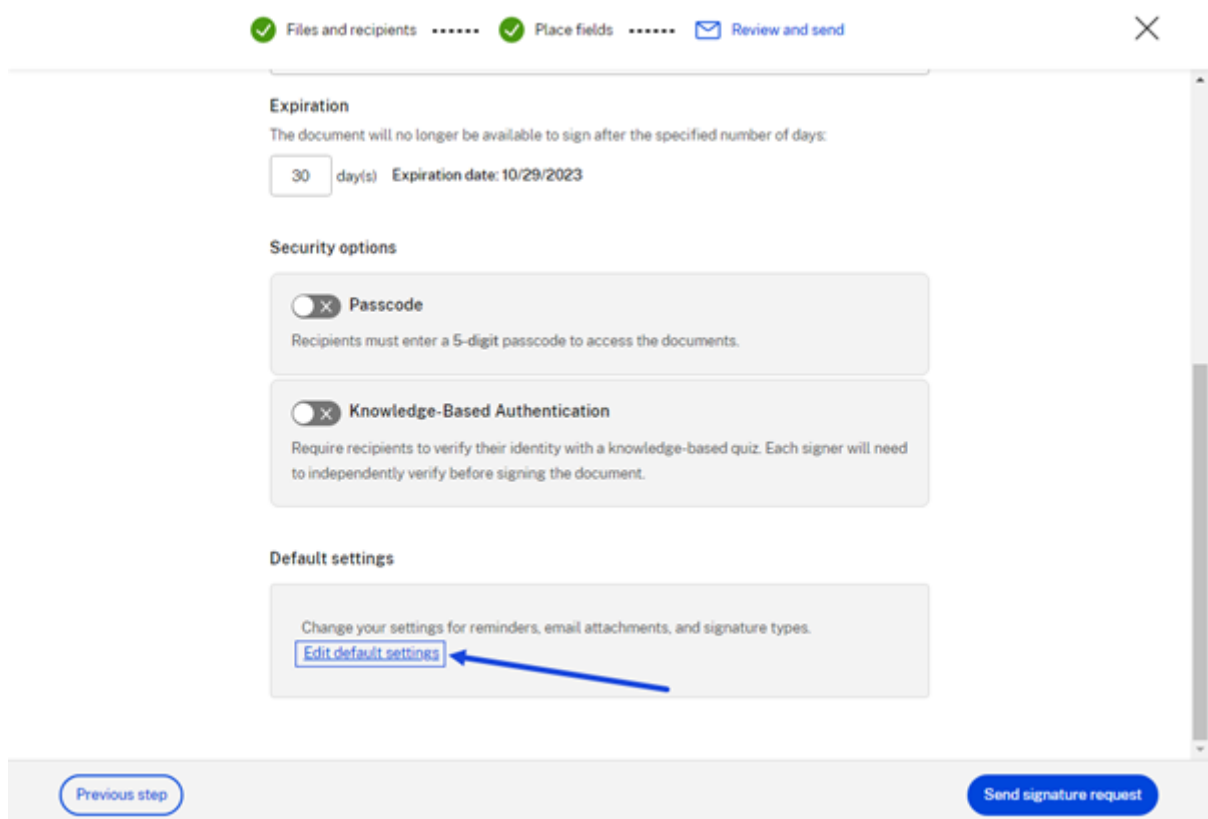 Files and recipients Place fields Review and send
Expiration
The document will no longer be available to sign after the specified number of days:
30 day(s) Expiration date: 10/29/2023
Security options
Passcode
Recipients must enter a 5-digit passcode to access the documents.
Knowledge-Based Authentication
Require recipients to verify their identity with a knowledge-based quiz. Each signer will need
to independently verify before signing the document.
Default settings
Change your settings for reminders, email attachments, and signature types.
Edit default settings
Previous step Send signature request